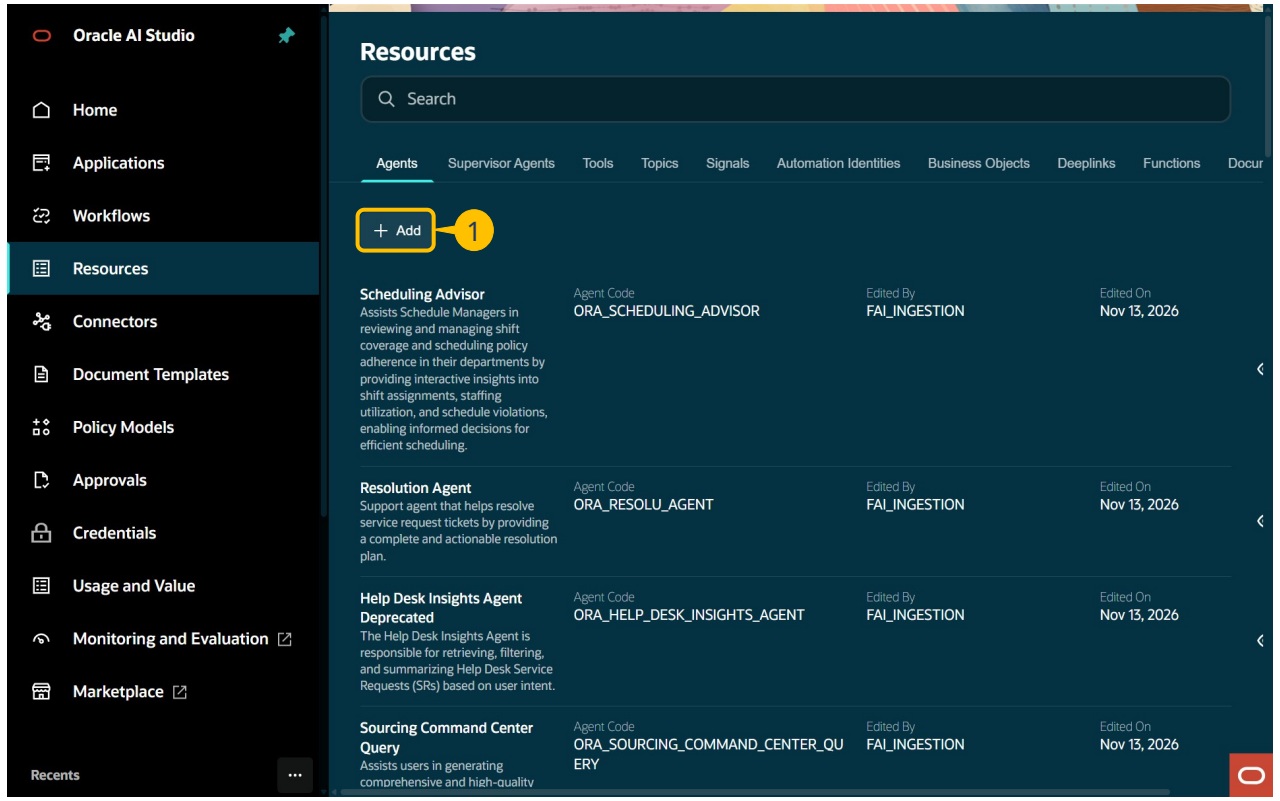 Oracle AI Studio
Home
Applications
Workflows
Resources
Connectors
Document Templates
Policy Models
Approvals
Credentials
Usage and Value
Monitoring and Evaluation
Marketplace
Recents
Resources
Search
Agents Supervisor Agents Tools Topics Signals Automation Identities Business Objects Deeplinks Functions Docur
+ Add
1
Scheduling Advisor
Assists Schedule Managers in
reviewing and managing shift
coverage and scheduling policy
adherence in their departments by
providing interactive insights into
shift assignments, staffing
utilization, and schedule violations,
enabling informed decisions for
efficient scheduling.
Agent Code
ORA_SCHEDULING_ADVISOR
Edited By
FAI_INGESTION
Edited On
Nov 13, 2026
Resolution Agent
Support agent that helps resolve
service request tickets by providing
a complete and actionable resolution
plan.
Agent Code
ORA_RESOLU_AGENT
Edited By
FAI_INGESTION
Edited On
Nov 13, 2026
Help Desk Insights Agent
Deprecated
The Help Desk Insights Agent is
responsible for retrieving, filtering,
and summarizing Help Desk Service
Requests (SRs) based on user intent.
Agent Code
ORA_HELP_DESK_INSIGHTS_AGENT
Edited By
FAI_INGESTION
Edited On
Nov 13, 2026
Sourcing Command Center
Query
Assists users in generating
comprehensive and high-quality
Agent Code
ORA_SOURCING_COMMAND_CENTER_QU
ERY
Edited By
FAI_INGESTION
Edited On
Nov 13, 2026